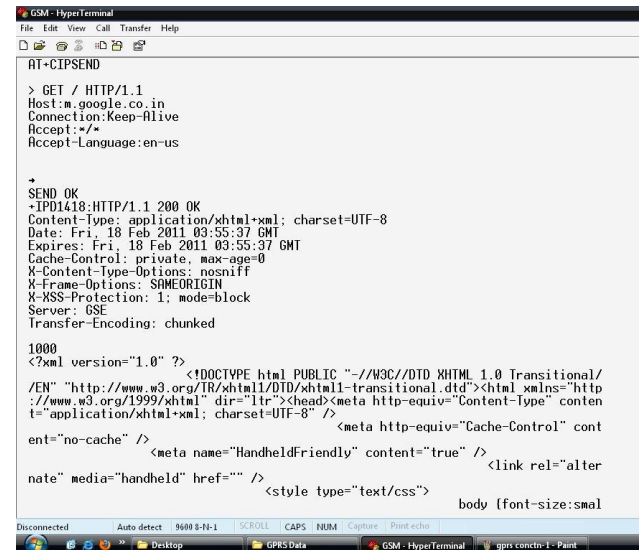 GSM - HyperTerminal
File Edit View Call Transfer Help
AT+CIPSEND
> GET / HTTP/1.1
Host:m.google.co.in
Connection:Keep-Alive
Accept:*/*
Accept-Language:en-us
→
SEND OK
+IPD1418:HTTP/1.1 200 OK
Content-Type: application/xhtml+xml; charset=UTF-8
Date: Fri, 18 Feb 2011 03:55:37 GMT
Expires: Fri, 18 Feb 2011 03:55:37 GMT
Cache-Control: private, max-age=0
X-Content-Type-Options: nosniff
X-Frame-Options: SAMEORIGIN
X-XSS-Protection: 1; mode=block
Server: GSE
Transfer-Encoding: chunked
1000
<?xml version="1.0" ?>
<!DOCTYPE html PUBLIC "-//W3C//DTD XHTML 1.0 Transitional/
/EN" "http://www.w3.org/TR/xhtml1/DTD/xhtml1-transitional.dtd"><html xmlns="http
://www.w3.org/1999/xhtml" dir="ltr"><head><meta http-equiv="Content-Type" conten
t="application/xhtml+xml; charset=UTF-8" />
<meta http-equiv="Cache-Control" cont
ent="no-cache" />
<meta name="HandheldFriendly" content="true" />
<link rel="alter
nate" media="handheld" href="" />
<style type="text/css">
body {font-size:smal
Disconnected Auto detect 9600 8-N-1 SCROLL CAPS NUM Capture Print echo
Desktop GPRS Data GSM - HyperTerminal gprs conctn-1 - Paint